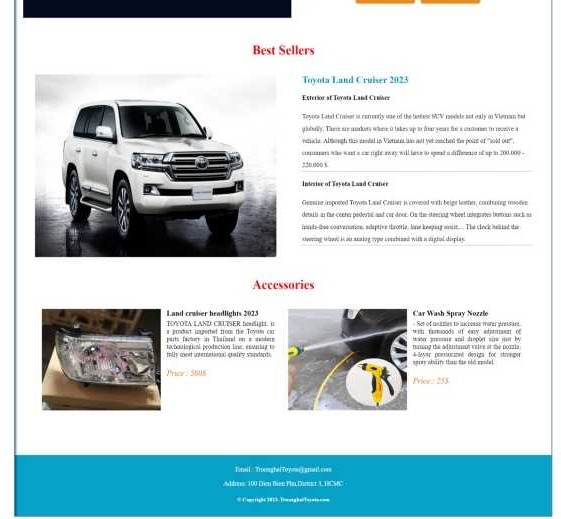 Best Sellers
Toyota Land Cruiser 2023
Exterior of Toyota Land Cruiser
Toyota Land Cruiser is currently one of the hottest SUV models not only in Vietnam but
globally. There are markets where it takes up to four years for a customer to receive a
vehicle. Although this model in Vietnam has not yet reached the point of "sold out",
consumers who want a car right away will have to spend a difference of up to 200.000 -
220.000 $.
Interior of Toyota Land Cruiser
Genuine imported Toyota Land Cruiser is covered with beige leather, combining wooden
details in the center pedestal and car door. On the steering wheel integrates buttons such as
hands-free conversation, adaptive throttle, lane keeping assist.... The clock behind the
steering wheel is an analog type combined with a digital display.
Accessories
Land cruiser headlights 2023
TOYOTA LAND CRUISER headlight, is
a product imported from the Toyota car
parts factory in Thailand on a modern
technological production line, ensuring to
fully meet international quality standards.
Price : 500$
Car Wash Spray Nozzle
- Set of nozzles to increase water pressure,
with thousands of easy adjustment of
water pressure and droplet size just by
turning the adjustment valve at the nozzle.
4-layer pressurized design for stronger
spray ability than the old model.
Price : 25$
Email : TruonghaiToyota@gmail.com
Address: 100 Dien Bien Phu,District 3, HCMC
© Copyright 2023. TruonghaiToyota.com